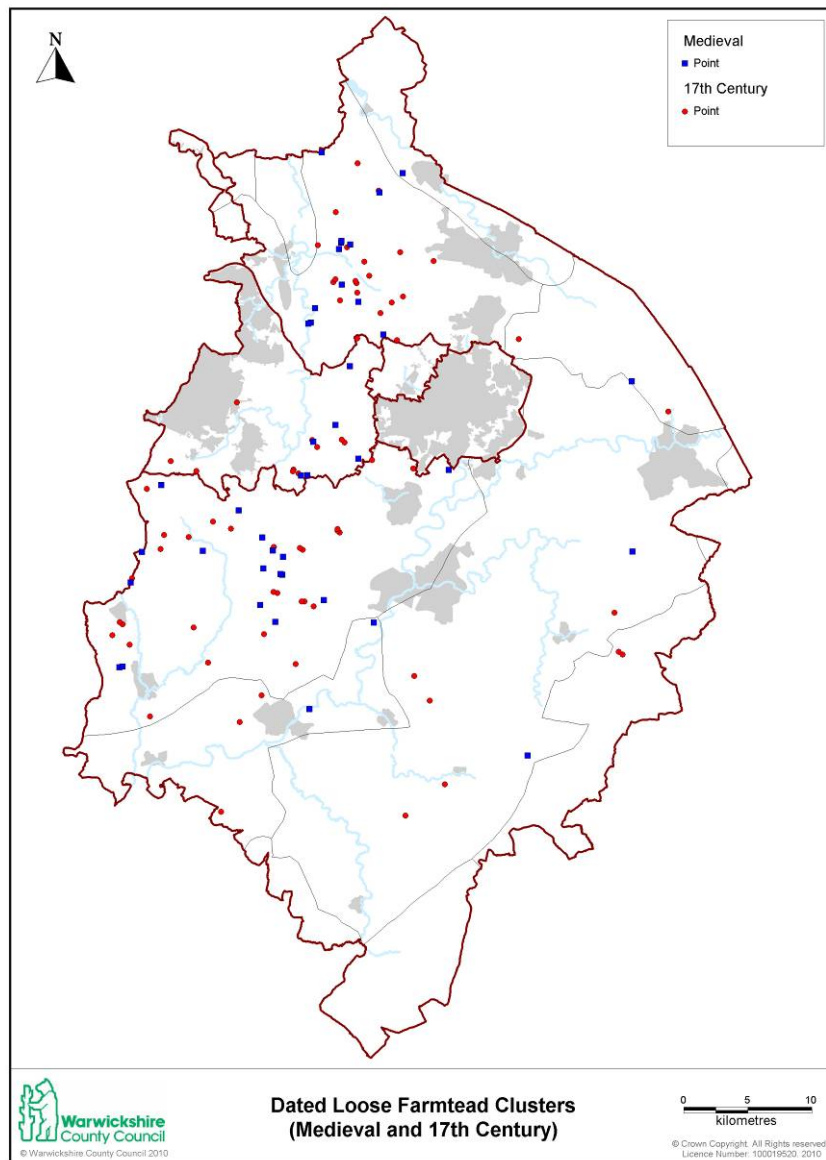 N
Medieval
Point
17th Century
Point
Warwickshire
County Council
© Warwickshire County Council 2010
Dated Loose Farmtead Clusters
(Medieval and 17th Century)
0 5 10
kilometres
© Crown Copyright. All Rights reserved
Licence Number: 100019520. 2010